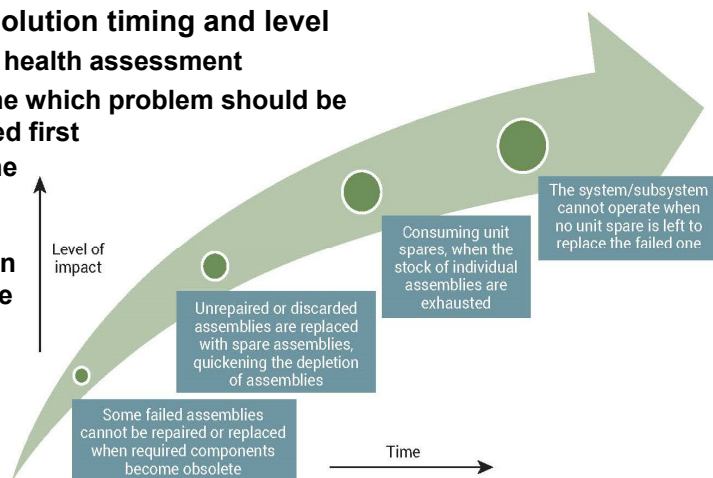 olution timing and level
health assessment
ne which problem should be
ed first
ne
n
e
Level of
impact
The system/subsystem
cannot operate when
no unit spare is left to
replace the failed one
Consuming unit
spares, when the
stock of individual
assemblies are
exhausted
Unrepaired or discarded
assemblies are replaced
with spare assemblies,
quickening the depletion
of assemblies
Some failed assemblies
cannot be repaired or replaced
when required components
become obsolete
Time